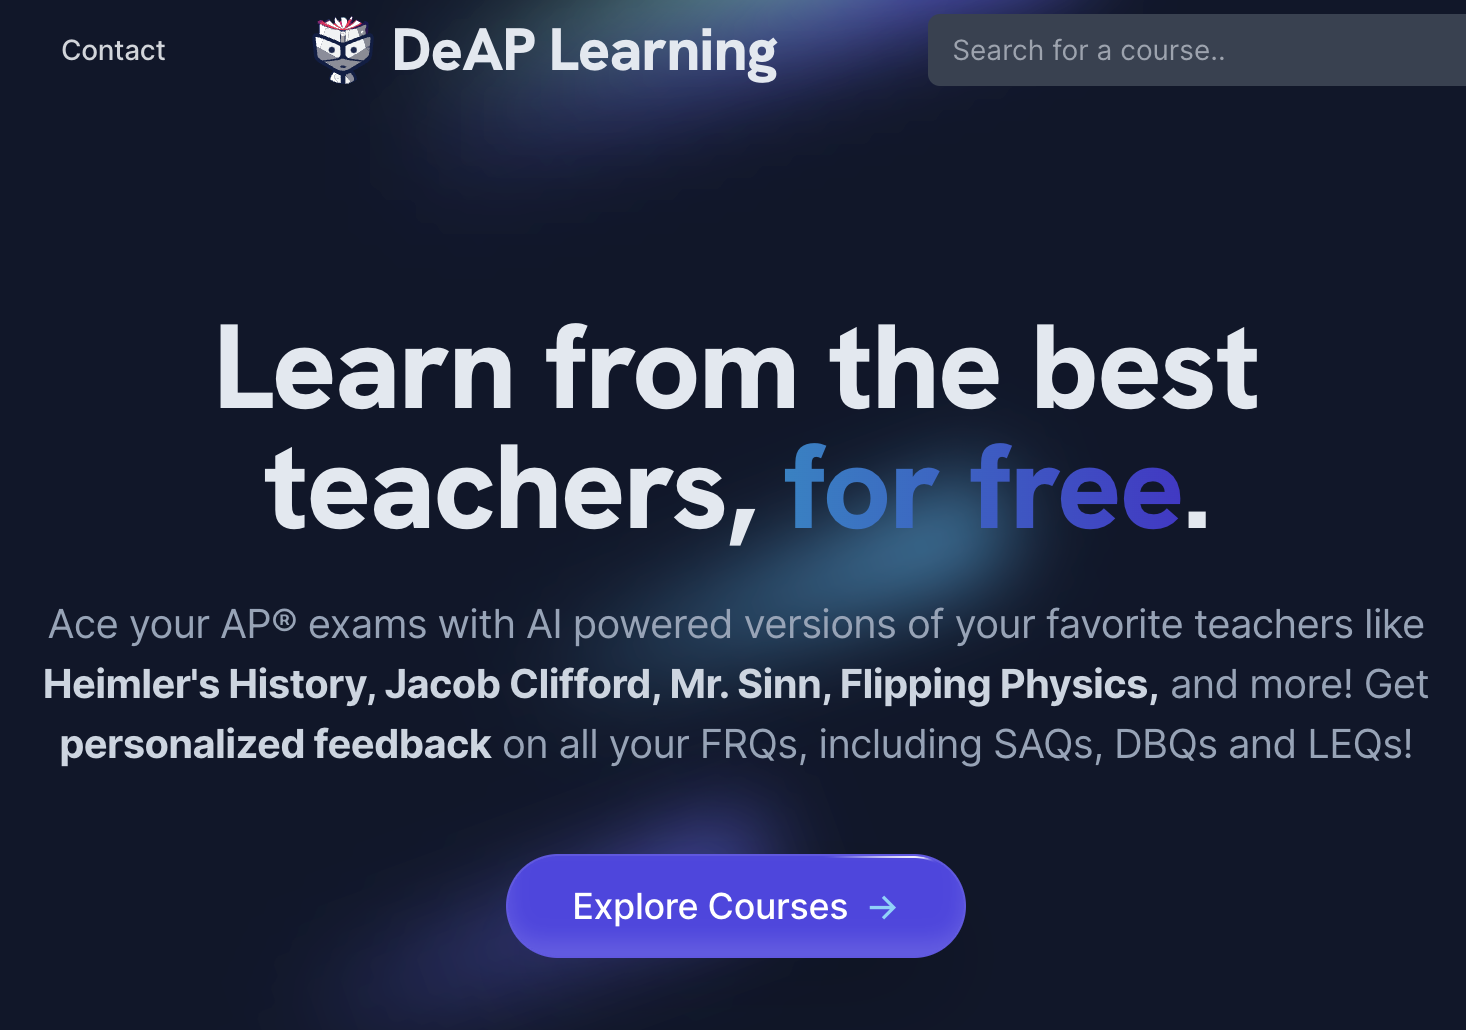 Contact
DeAP Learning
Search for a course..
Learn from the best
teachers, for free.
Ace your AP® exams with AI powered versions of your favorite teachers like
Heimler's History, Jacob Clifford, Mr. Sinn, Flipping Physics, and more! Get
personalized feedback on all your FRQs, including SAQs, DBQs and LEQs!
Explore Courses →